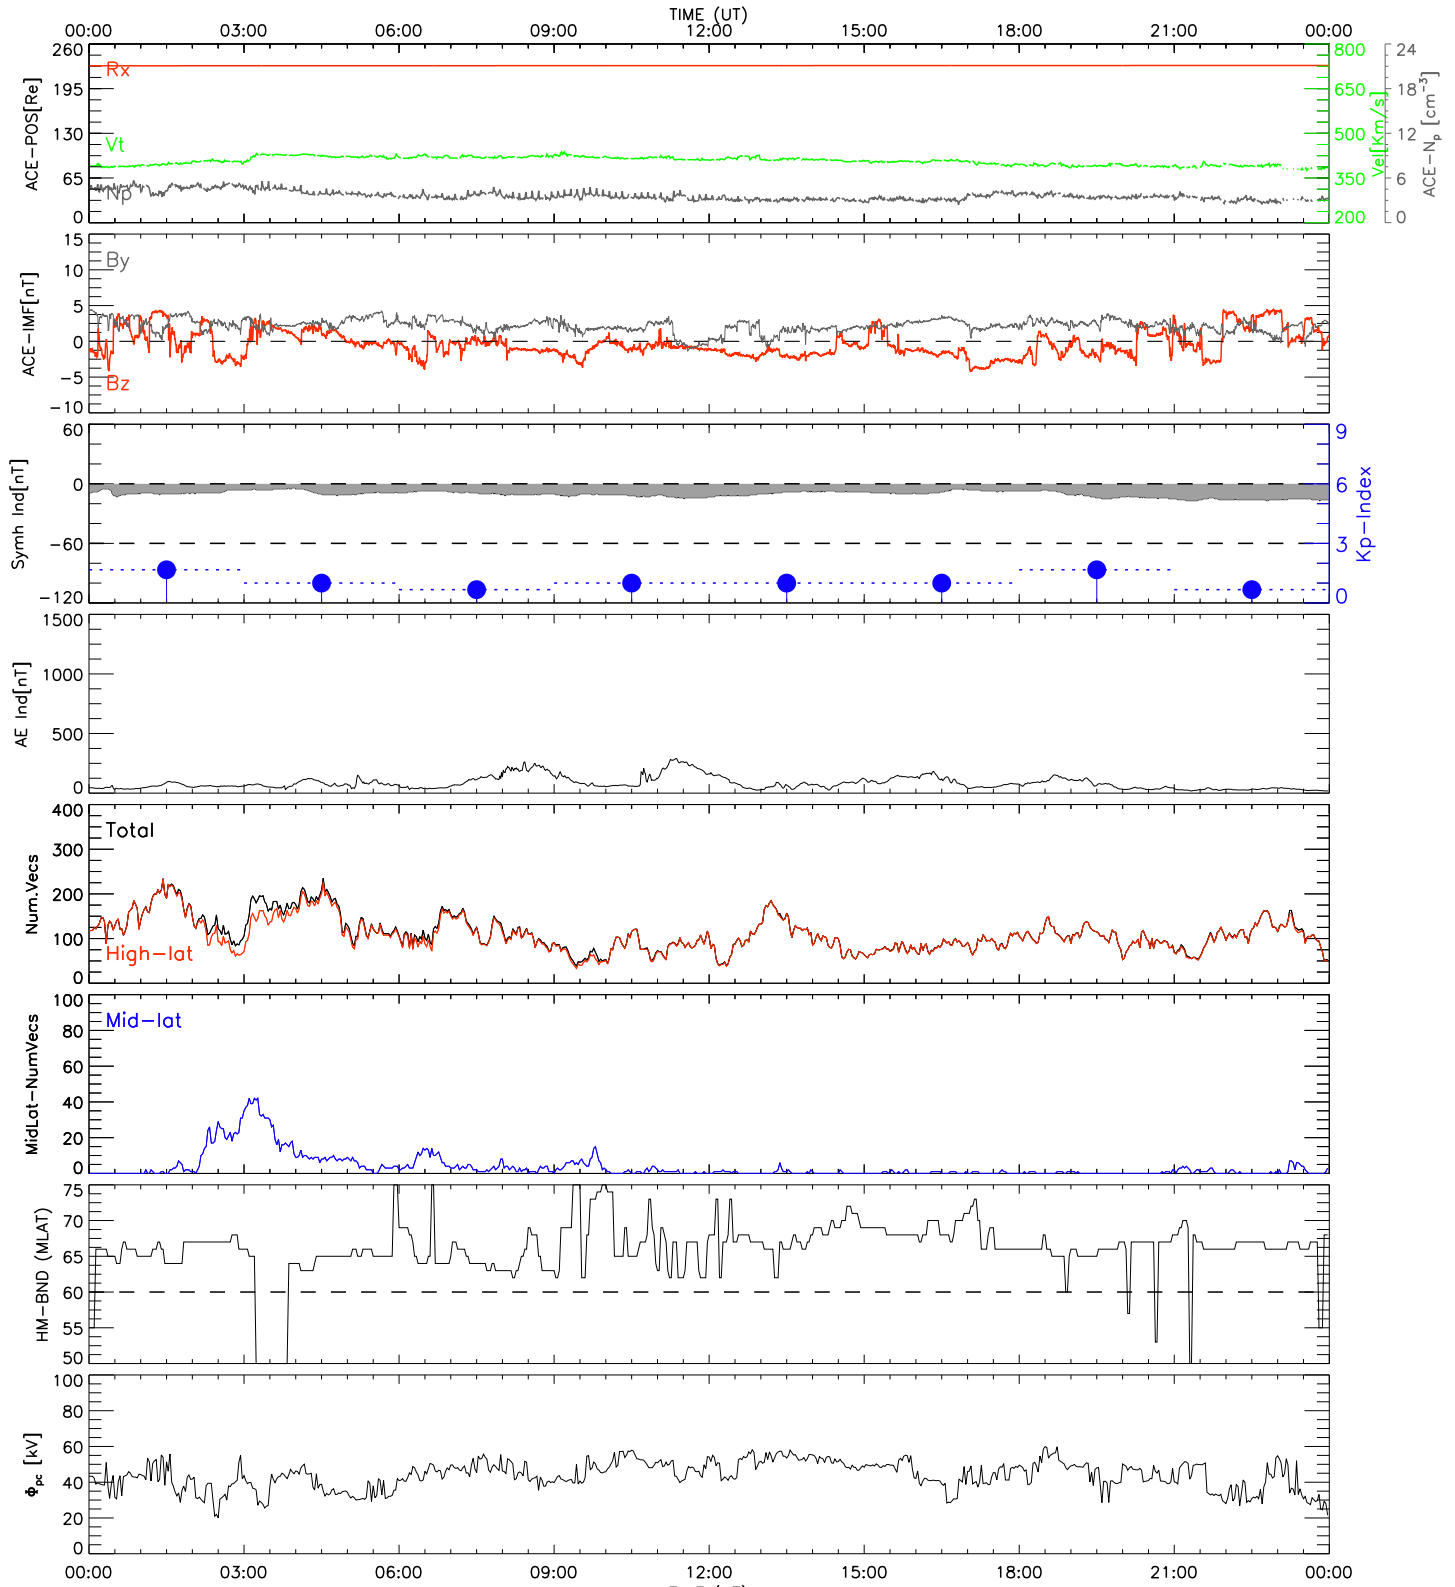 TIME (UT)
00:00 03:00 06:00 09:00 12:00 15:00 18:00 21:00 00:00
ACE-POS[Re]
260
195
130
65
0
Rx
Vt
Np
800
650
500
350
200
Vel[Km/s]
24
18
12
6
0
ACE-Np [cm-3]
ACE-IMF[nT]
15
10
5
0
-5
-10
By
Bz
Symh Ind[nT]
60
0
-60
-120
9
6
3
0
Kp-Index
AE Ind[nT]
1500
1000
500
0
Num.Vecs
400
300
200
100
0
Total
High-lat
MidLat-NumVecs
100
80
60
40
20
0
Mid-lat
HM-BND (MLAT)
75
70
65
60
55
50
Φpc [kV]
100
80
60
40
20
0
00:00 03:00 06:00 09:00 12:00 15:00 18:00 21:00 00:00